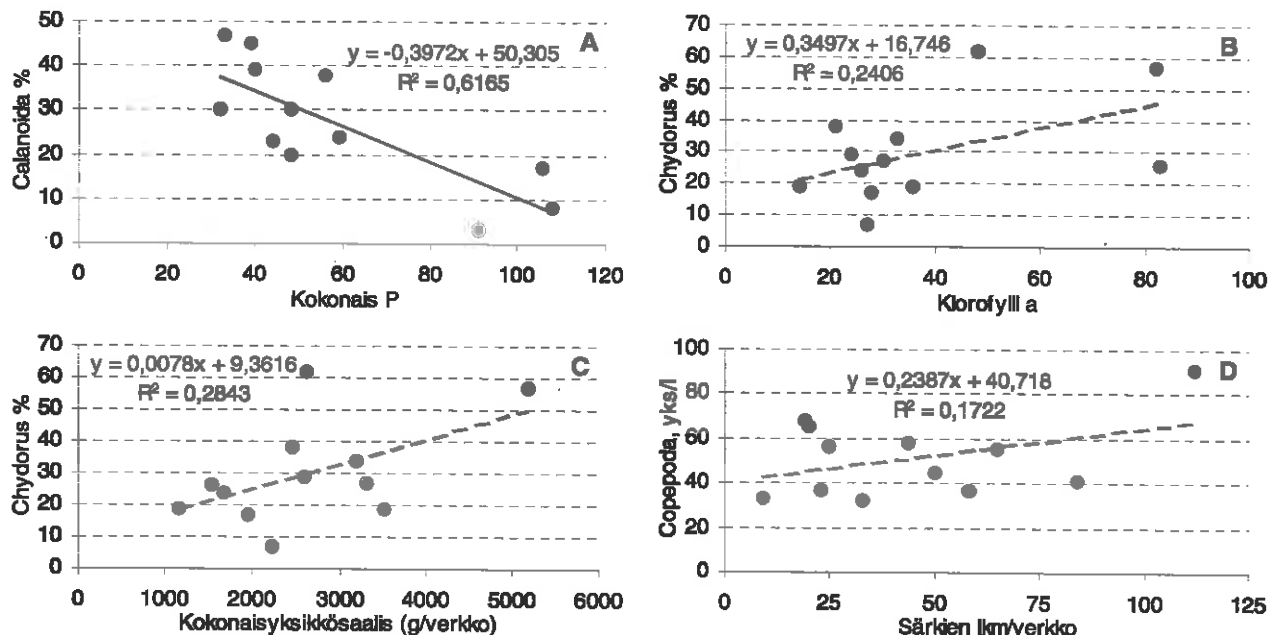 50
40
30
20
10
0
Calanoida %
y = -0,3972x + 50,305
R² = 0,6165
A
0 20 40 60 80 100 120
Kokonais P
70
60
50
40
30
20
10
0
Chydorus %
y = 0,3497x + 16,746
R² = 0,2406
B
0 20 40 60 80 100
Klorofylli a
70
60
50
40
30
20
10
0
Chydorus %
y = 0,0078x + 9,3616
R² = 0,2843
C
0 1000 2000 3000 4000 5000 6000
Kokonaisyksikkösaalis (g/verkko)
100
80
60
40
20
0
Copepoda, yks/l
y = 0,2387x + 40,718
R² = 0,1722
D
0 25 50 75 100 125
Särkien lkm/verkko